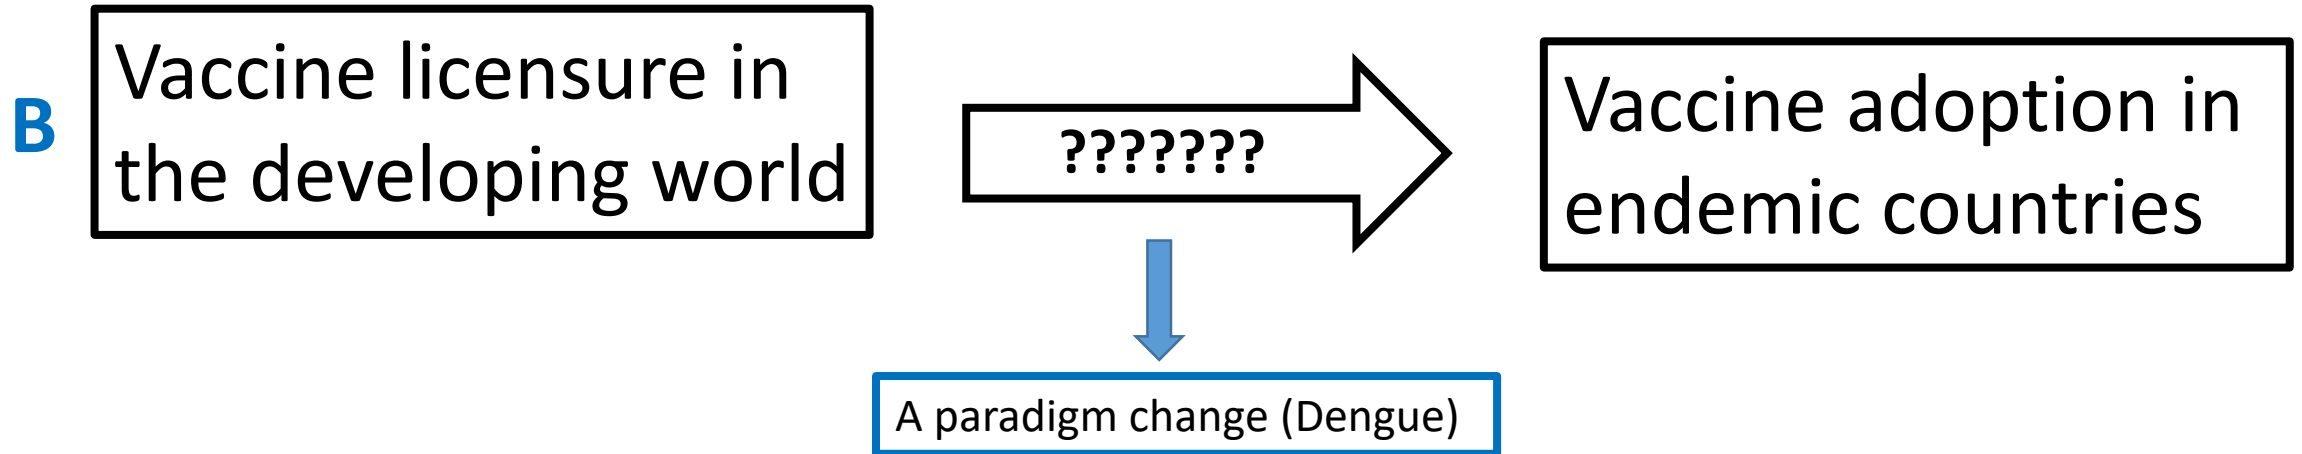 B
Vaccine licensure in
the developing world
???????
Vaccine adoption in
endemic countries
A paradigm change (Dengue)